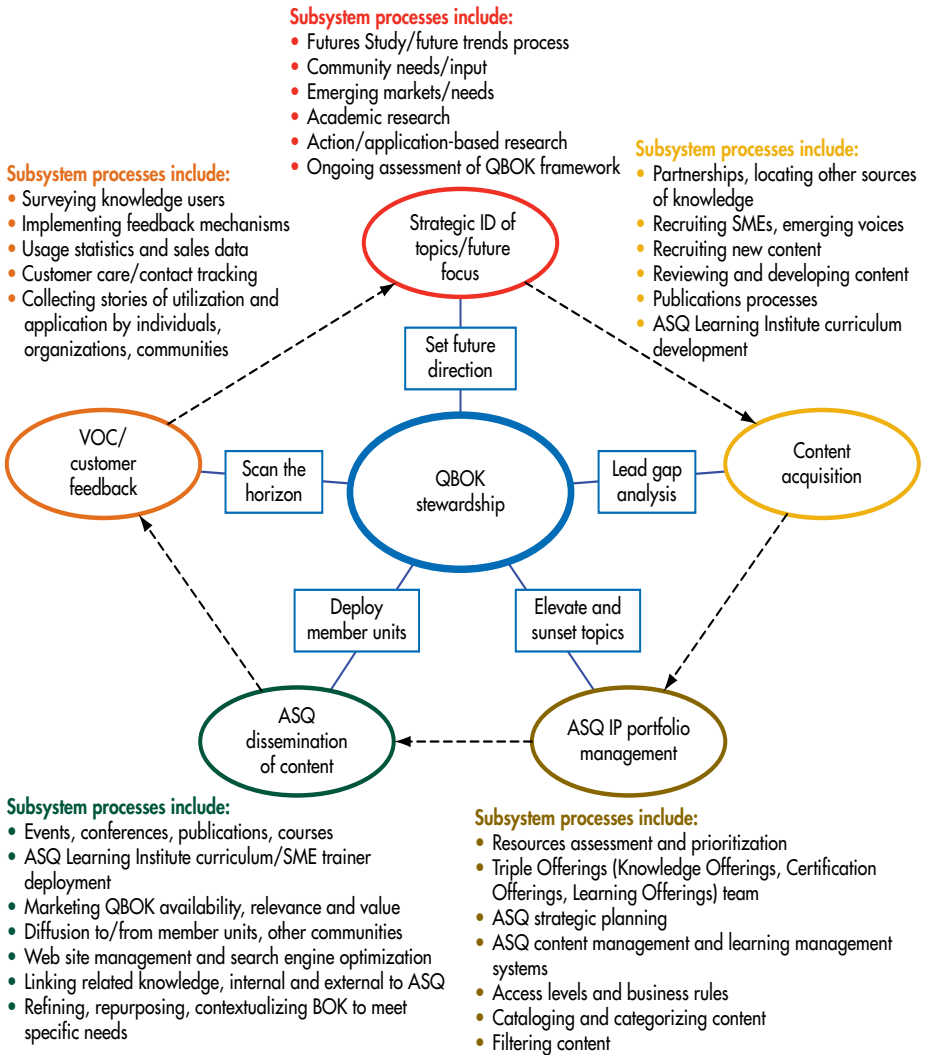 Subsystem processes include:
• Futures Study/future trends process
• Community needs/input
• Emerging markets/needs
• Academic research
• Action/application-based research
• Ongoing assessment of QBOK framework
Subsystem processes include:
• Surveying knowledge users
• Implementing feedback mechanisms
• Usage statistics and sales data
• Customer care/contact tracking
• Collecting stories of utilization and
application by individuals,
organizations, communities
Subsystem processes include:
• Partnerships, locating other sources
of knowledge
• Recruiting SMEs, emerging voices
• Recruiting new content
• Reviewing and developing content
• Publications processes
• ASQ Learning Institute curriculum
development
Strategic ID of
topics/future
focus
Set future
direction
VOC/
customer
feedback
Scan the
horizon
QBOK
stewardship
Lead gap
analysis
Content
acquisition
Deploy
member units
Elevate and
sunset topics
ASQ
dissemination
of content
ASQ IP portfolio
management
Subsystem processes include:
• Events, conferences, publications, courses
• ASQ Learning Institute curriculum/SME trainer
deployment
• Marketing QBOK availability, relevance and value
• Diffusion to/from member units, other communities
• Web site management and search engine optimization
• Linking related knowledge, internal and external to ASQ
• Refining, repurposing, contextualizing BOK to meet
specific needs
Subsystem processes include:
• Resources assessment and prioritization
• Triple Offerings (Knowledge Offerings, Certification
Offerings, Learning Offerings) team
• ASQ strategic planning
• ASQ content management and learning management
systems
• Access levels and business rules
• Cataloging and categorizing content
• Filtering content